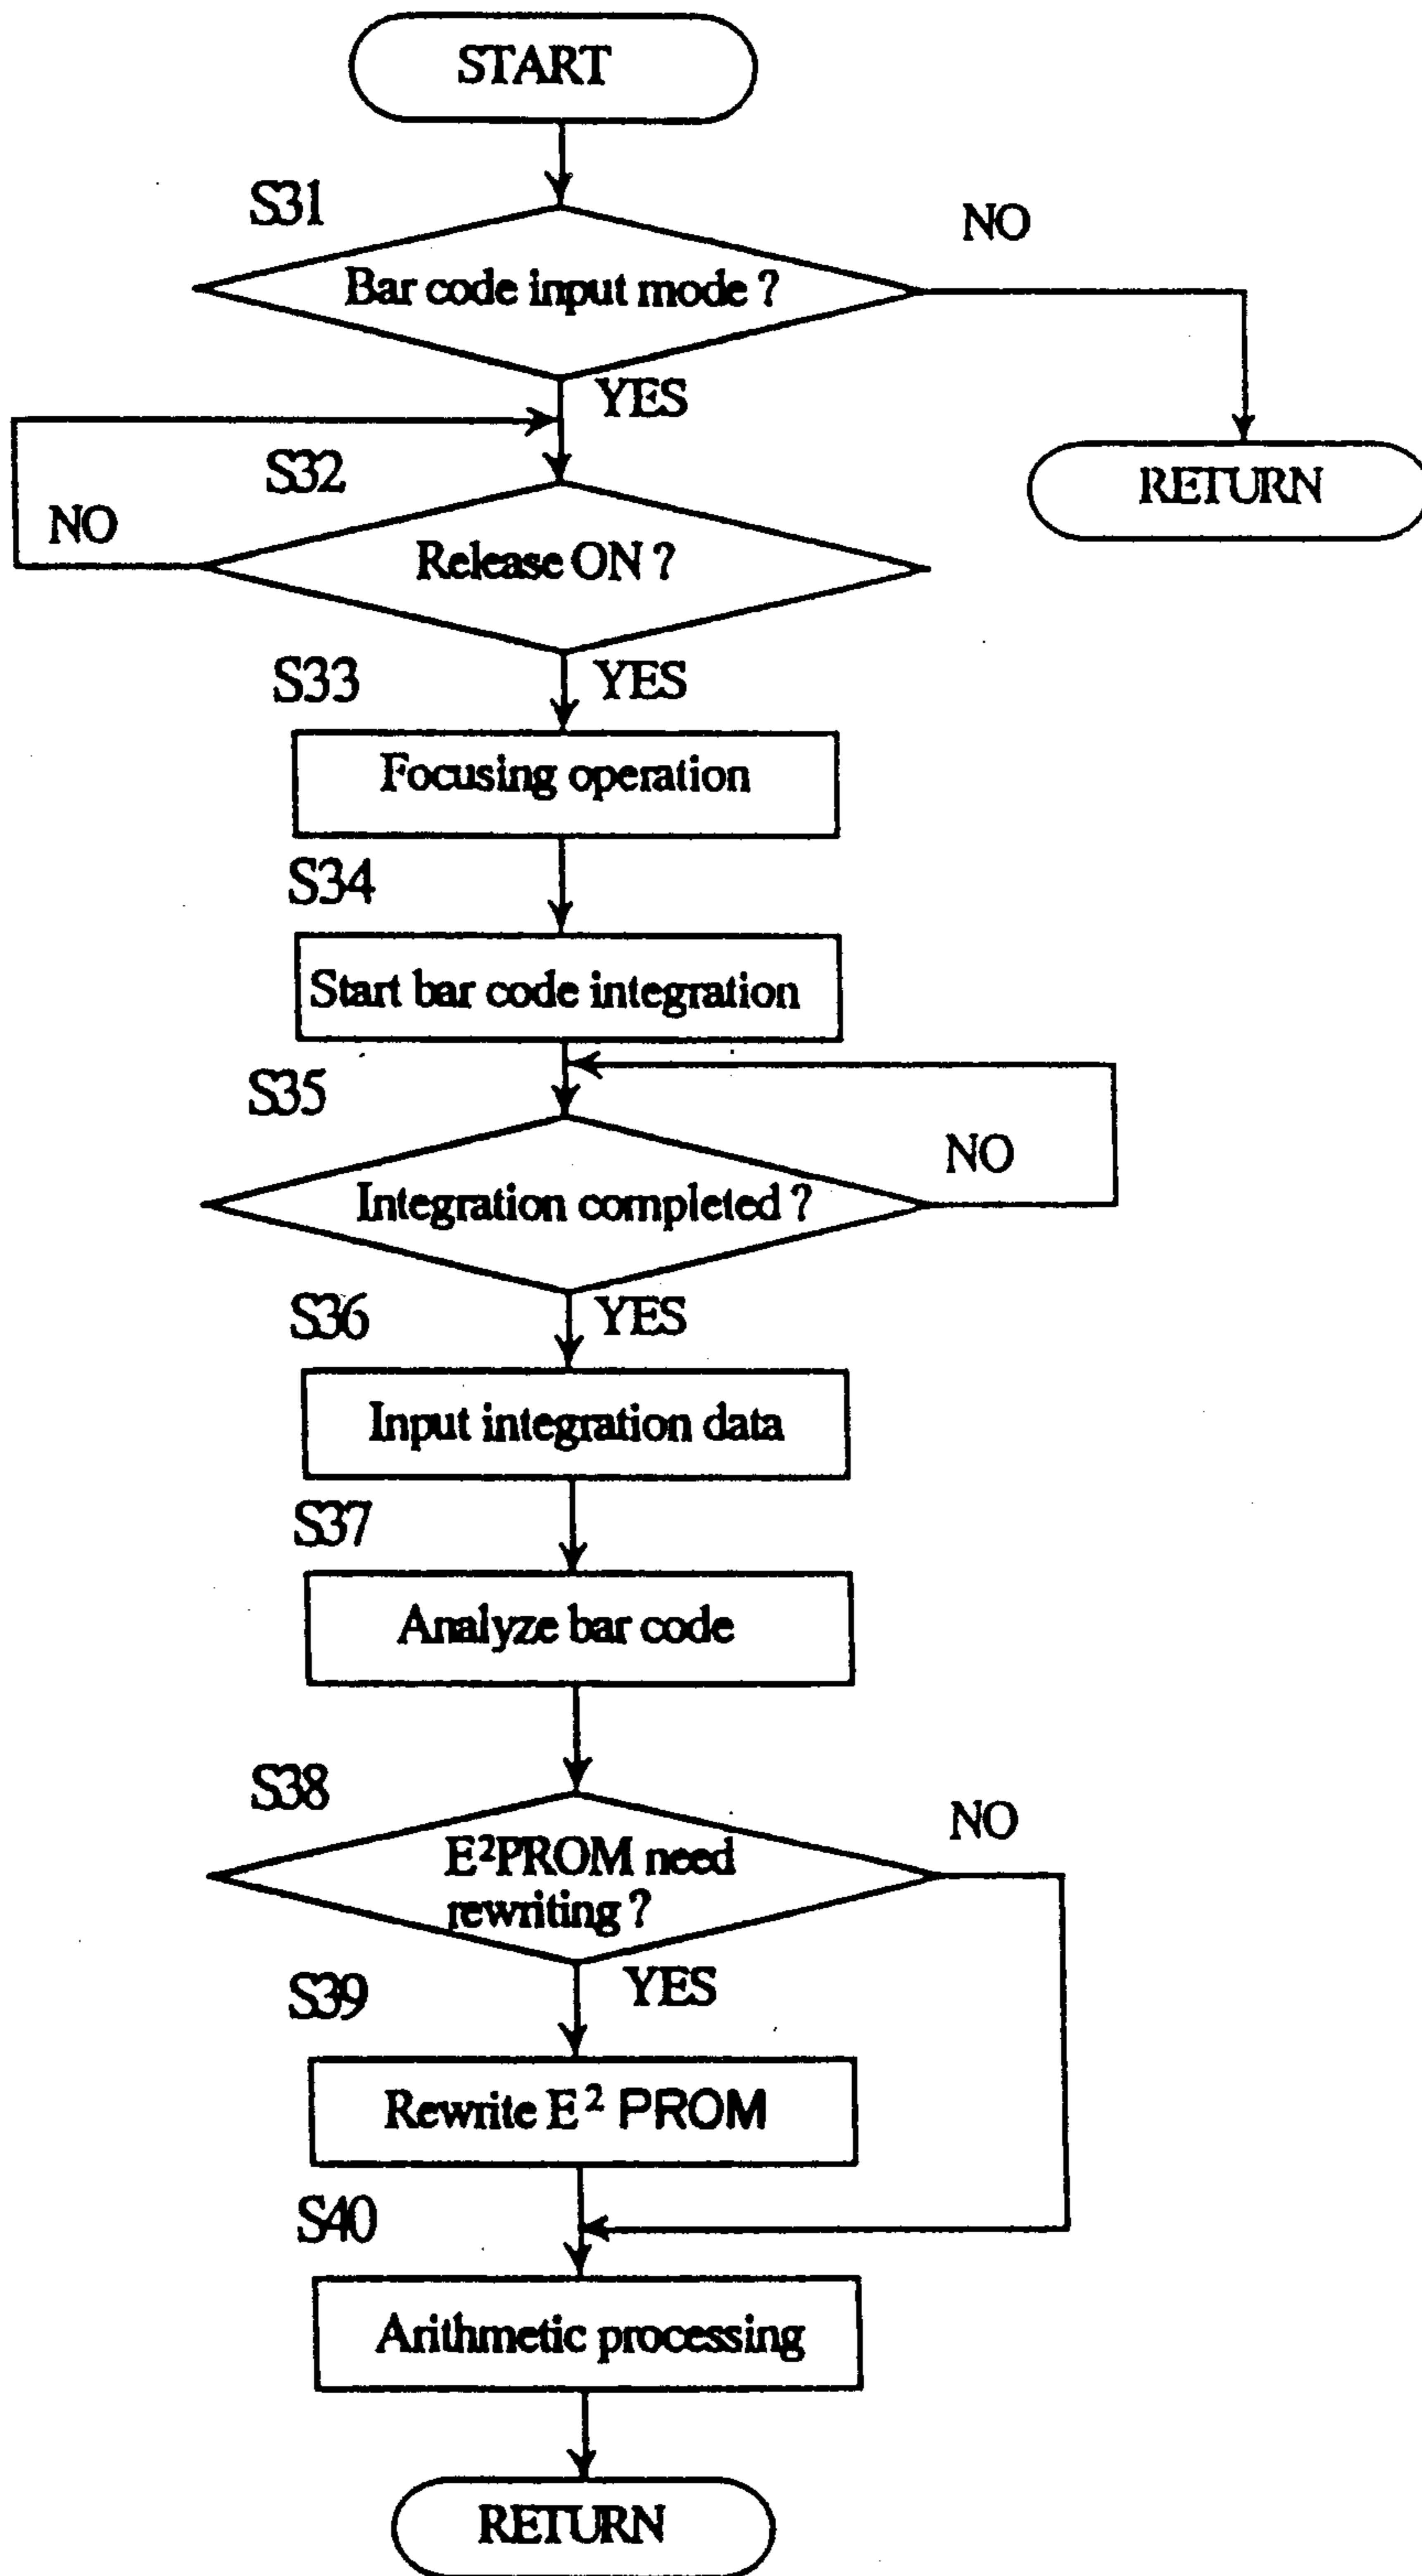 START
S31
NO
Bar code input mode ?
YES
S32
RETURN
NO
Release ON ?
S33
YES
Focusing operation
S34
Start bar code integration
S35
NO
Integration completed ?
S36
YES
Input integration data
S37
Analyze bar code
S38
NO
E²PROM need
rewriting ?
S39
YES
Rewrite E² PROM
S40
Arithmetic processing
RETURN